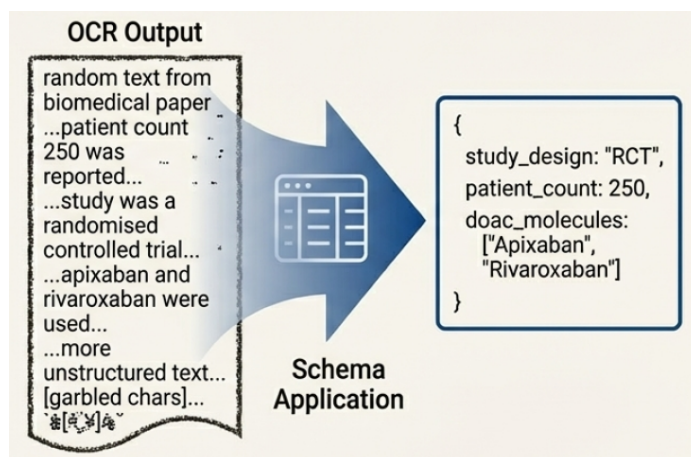 OCR Output
random text from
biomedical paper
...patient count
250 was
reported...
...study was a
randomised
controlled trial...
...apixaban and
rivaroxaban were
used...
...more
unstructured text...
[garbled chars]...
Schema
Application
{
study_design: "RCT",
patient_count: 250,
doac_molecules:
["Apixaban",
"Rivaroxaban"]
}